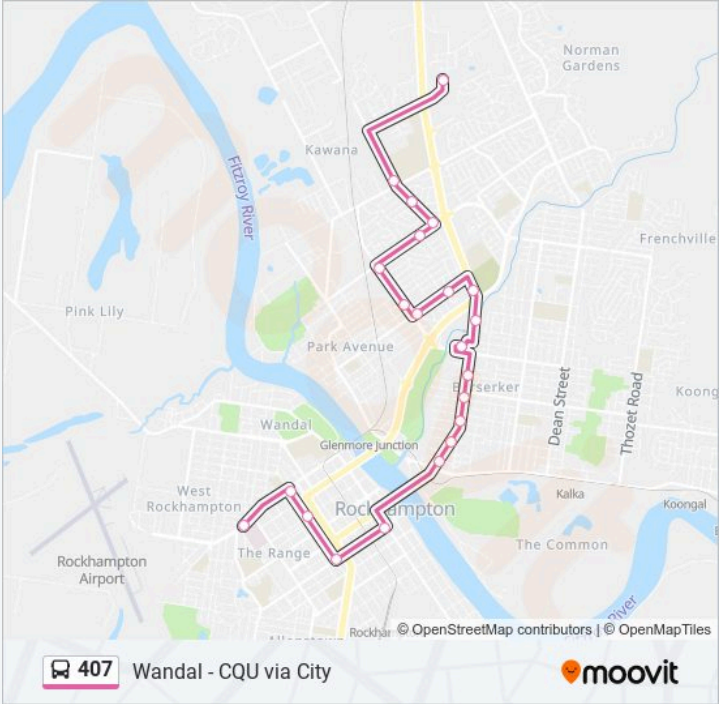 Norman
Gardens
Kawana
Fitzroy River
Frenchville
Pink Lily
Park Avenue
Berserker
Dean Street
Thozet Road
Koong
Wandal
Glenmore Junction
West
Rockhampton
Rockhampton
Kalka
Koongal
The Range
The Common
Rockhampton
Airport
River
Rockhar
© OpenStreetMap contributors | © OpenMapTiles
407 Wandal - CQU via City
moovit